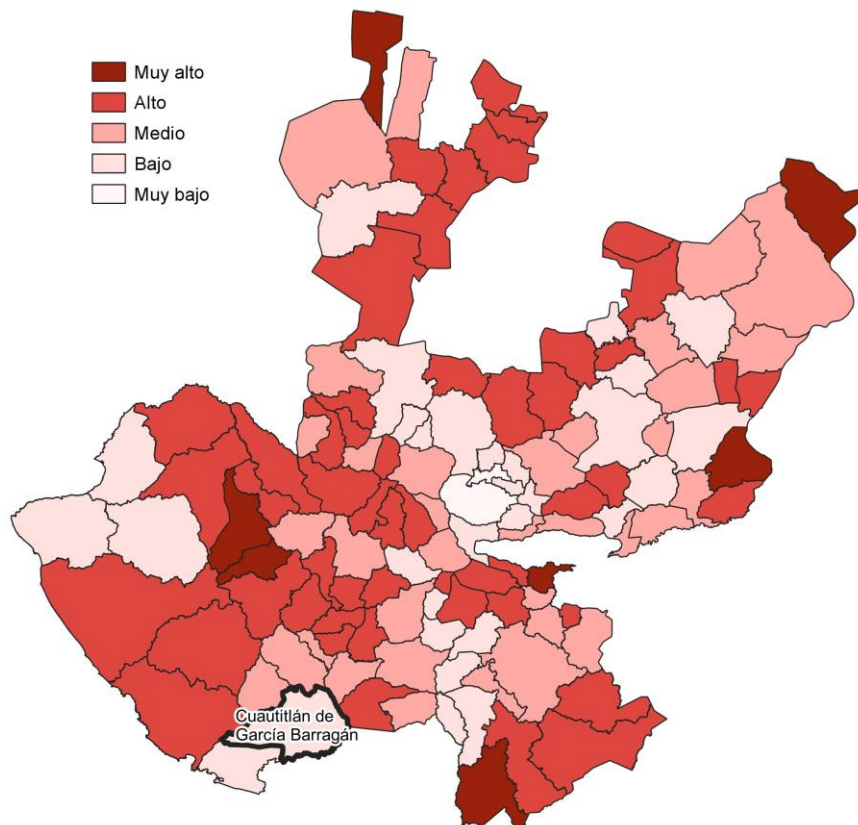 Muy alto
Alto
Medio
Bajo
Muy bajo
Cuautitlán de
García Barragán